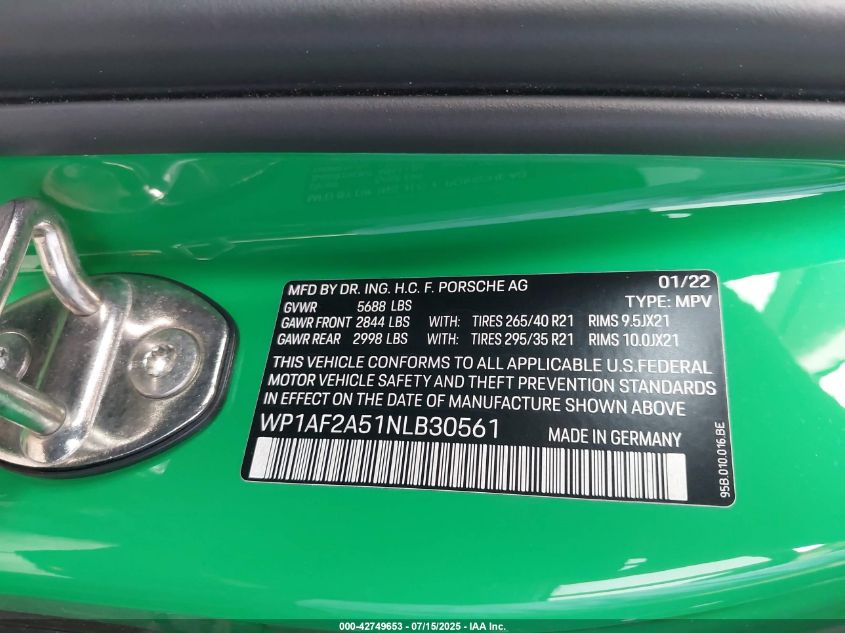 MFD BY DR. ING. H.C. F. PORSCHE AG 01/22
GVWR 5688 LBS TYPE: MPV
GAWR FRONT 2844 LBS WITH: TIRES 265/40 R21 RIMS 9.5JX21
GAWR REAR 2998 LBS WITH: TIRES 295/35 R21 RIMS 10.0JX21
THIS VEHICLE CONFORMS TO ALL APPLICABLE U.S.FEDERAL
MOTOR VEHICLE SAFETY AND THEFT PREVENTION STANDARDS
IN EFFECT ON THE DATE OF MANUFACTURE SHOWN ABOVE
WP1AF2A51NLB30561 MADE IN GERMANY
95B.010.016.BE
000-42749653 - 07/15/2025 - IAA Inc.